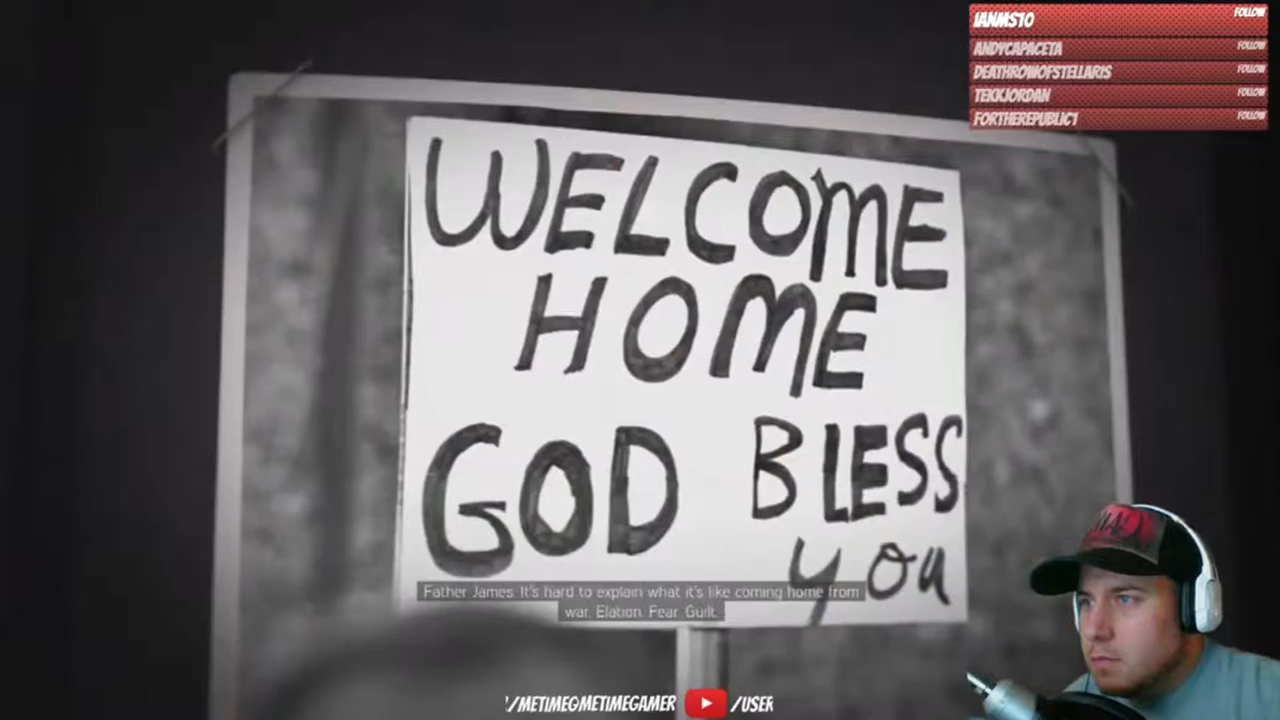 IANMS10 FOLLOW
ANDYCAPACETA FOLLOW
DEATHROWOFSTELLARIS FOLLOW
TEKKJORDAN FOLLOW
FORTHEREPUBLIC1 FOLLOW
WELCOME
HOME
GOD BLESS
you
Father James: It's hard to explain what it's like coming home from
war. Elation. Fear. Guilt.
/METIMEGMETIMEGAMER /USER